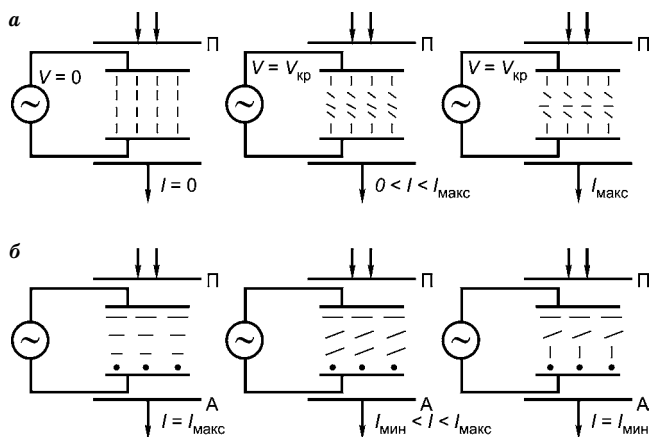 а
П П П
V = 0 V = Vкр V = Vкр
~ ~ ~
I = 0 0 < I < Iмакс Iмакс
б
П П П
~ ~ ~
А А А
I = Iмакс Iмин < I < Iмакс I = Iмин